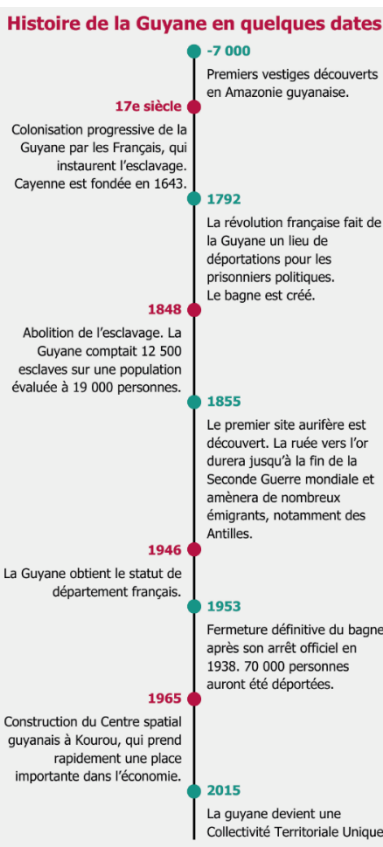 Histoire de la Guyane en quelques dates
-7 000
Premiers vestiges découverts
en Amazonie guyanaise.
17e siècle
Colonisation progressive de la
Guyane par les Français, qui
instaurent l’esclavage.
Cayenne est fondée en 1643.
1792
La révolution française fait de
la Guyane un lieu de
déportations pour les
prisonniers politiques.
Le bagne est créé.
1848
Abolition de l’esclavage. La
Guyane comptait 12 500
esclaves sur une population
évaluée à 19 000 personnes.
1855
Le premier site aurifère est
découvert. La ruée vers l’or
durera jusqu’à la fin de la
Seconde Guerre mondiale et
amènera de nombreux
émigrants, notamment des
Antilles.
1946
La Guyane obtient le statut de
département français.
1953
Fermeture définitive du bagne
après son arrêt officiel en
1938. 70 000 personnes
auront été déportées.
1965
Construction du Centre spatial
guyanais à Kourou, qui prend
rapidement une place
importante dans l’économie.
2015
La guyane devient une
Collectivité Territoriale Unique